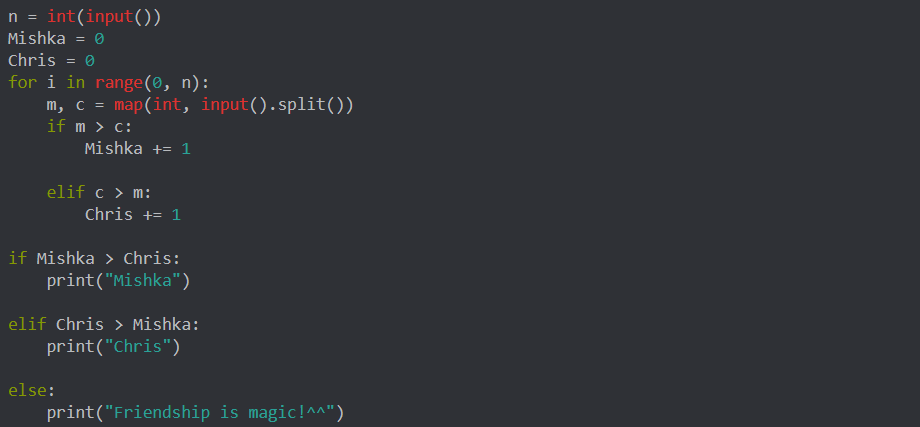 n = int(input())
Mishka = 0
Chris = 0
for i in range(0, n):
    m, c = map(int, input().split())
    if m > c:
        Mishka += 1

    elif c > m:
        Chris += 1

if Mishka > Chris:
    print("Mishka")

elif Chris > Mishka:
    print("Chris")

else:
    print("Friendship is magic!^^")